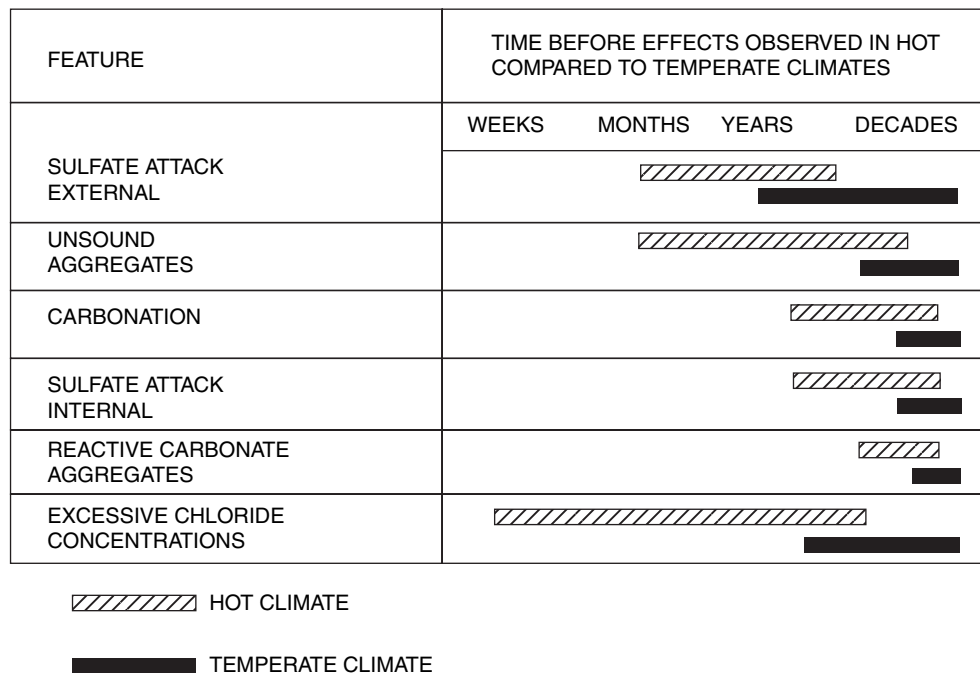 FEATURE
TIME BEFORE EFFECTS OBSERVED IN HOT
COMPARED TO TEMPERATE CLIMATES
WEEKS MONTHS YEARS DECADES
SULFATE ATTACK
EXTERNAL
UNSOUND
AGGREGATES
CARBONATION
SULFATE ATTACK
INTERNAL
REACTIVE CARBONATE
AGGREGATES
EXCESSIVE CHLORIDE
CONCENTRATIONS
HOT CLIMATE
TEMPERATE CLIMATE